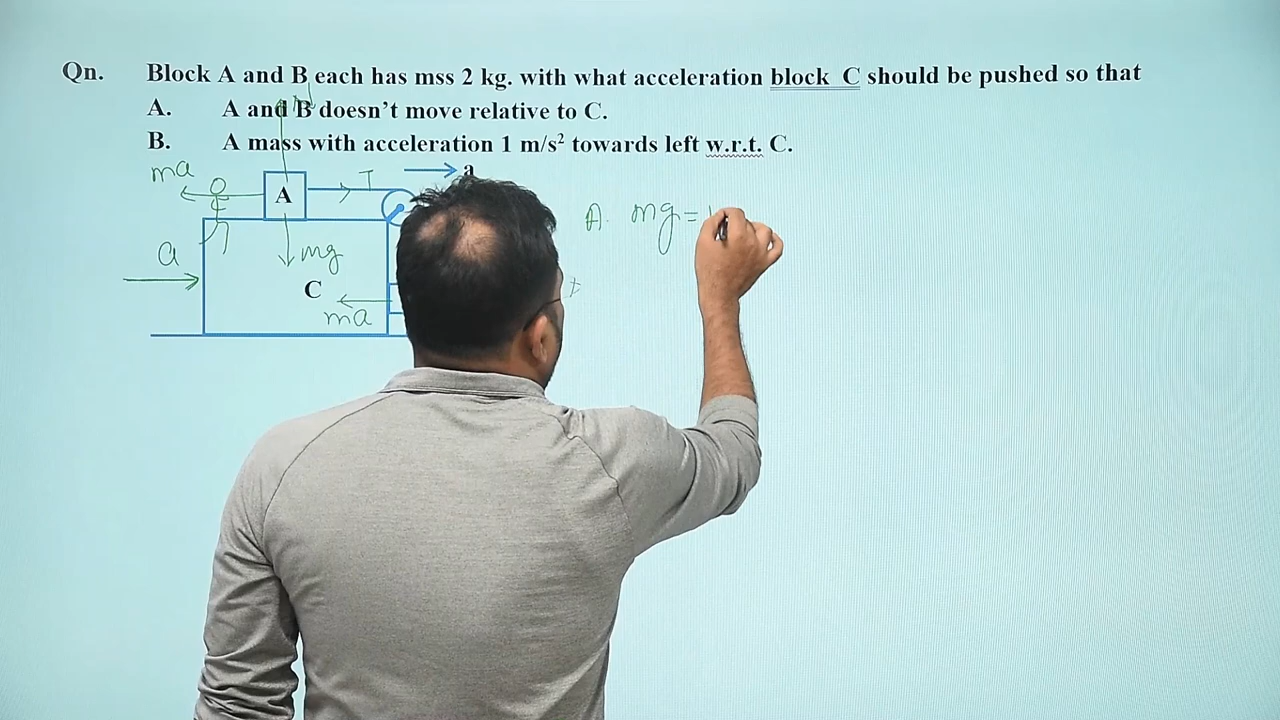 Qn. Block A and B each has mss 2 kg. with what acceleration block C should be pushed so that
A. A and B doesn't move relative to C.
B. A mass with acceleration 1 m/s² towards left w.r.t. C.
ma
T
a
A
A. mg=
a
mg
C
ma